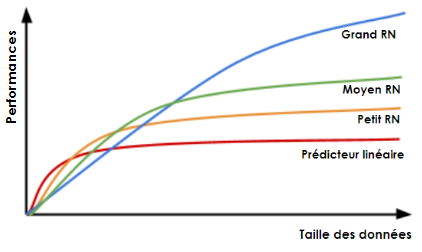 Performances
Grand RN
Moyen RN
Petit RN
Prédicteur linéaire
Taille des données